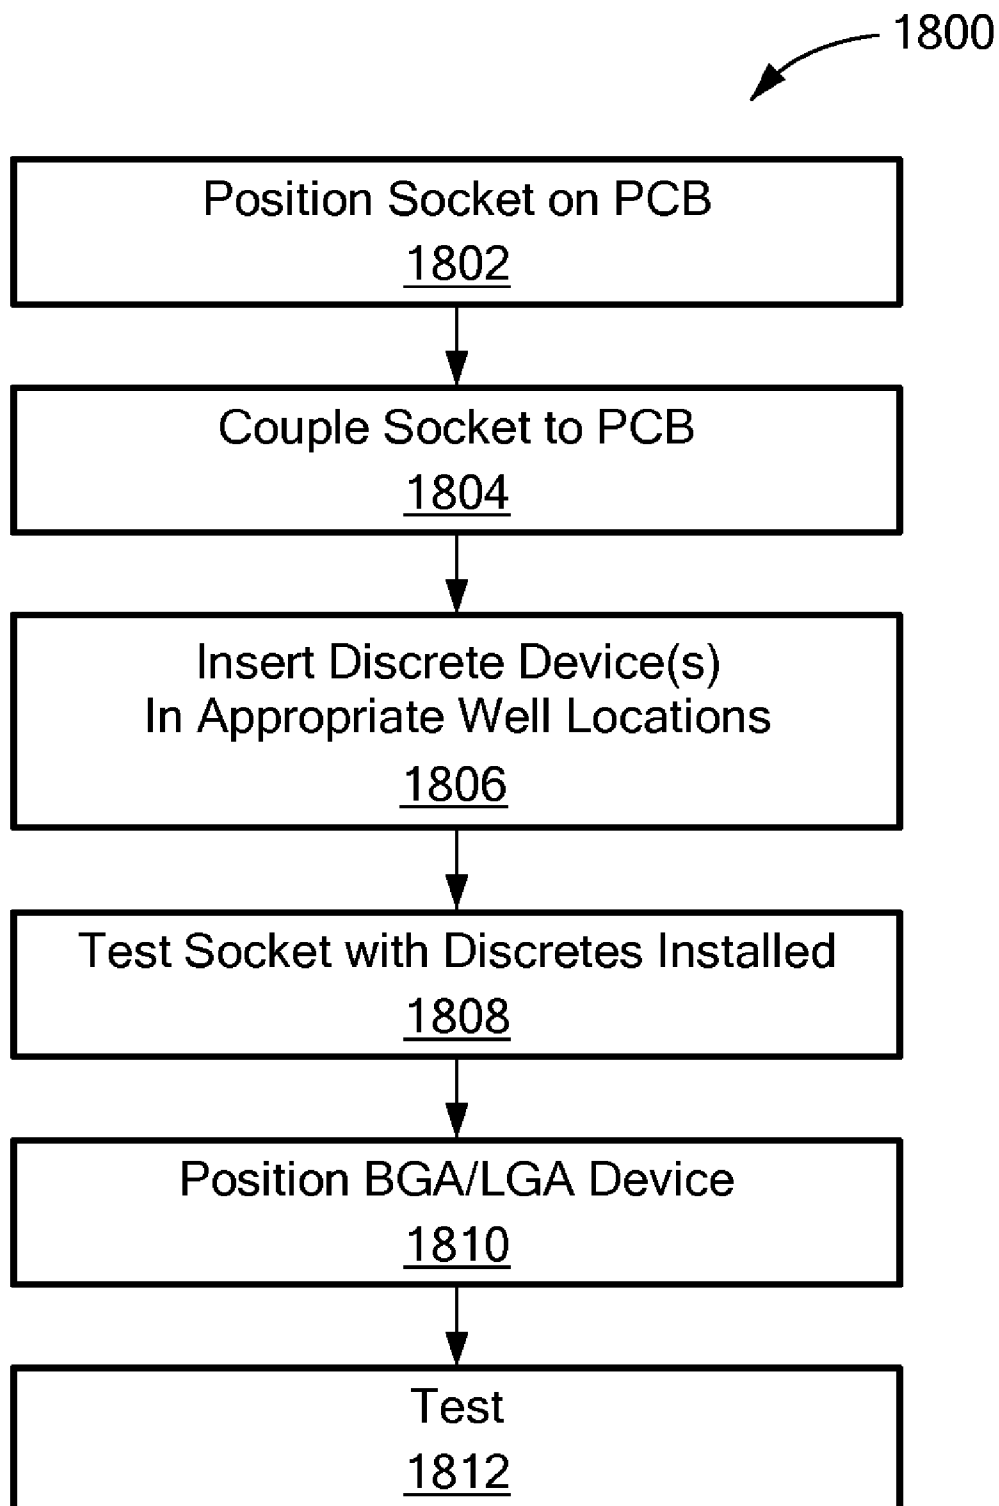 1800
Position Socket on PCB
1802
Couple Socket to PCB
1804
Insert Discrete Device(s)
In Appropriate Well Locations
1806
Test Socket with Discretes Installed
1808
Position BGA/LGA Device
1810
Test
1812